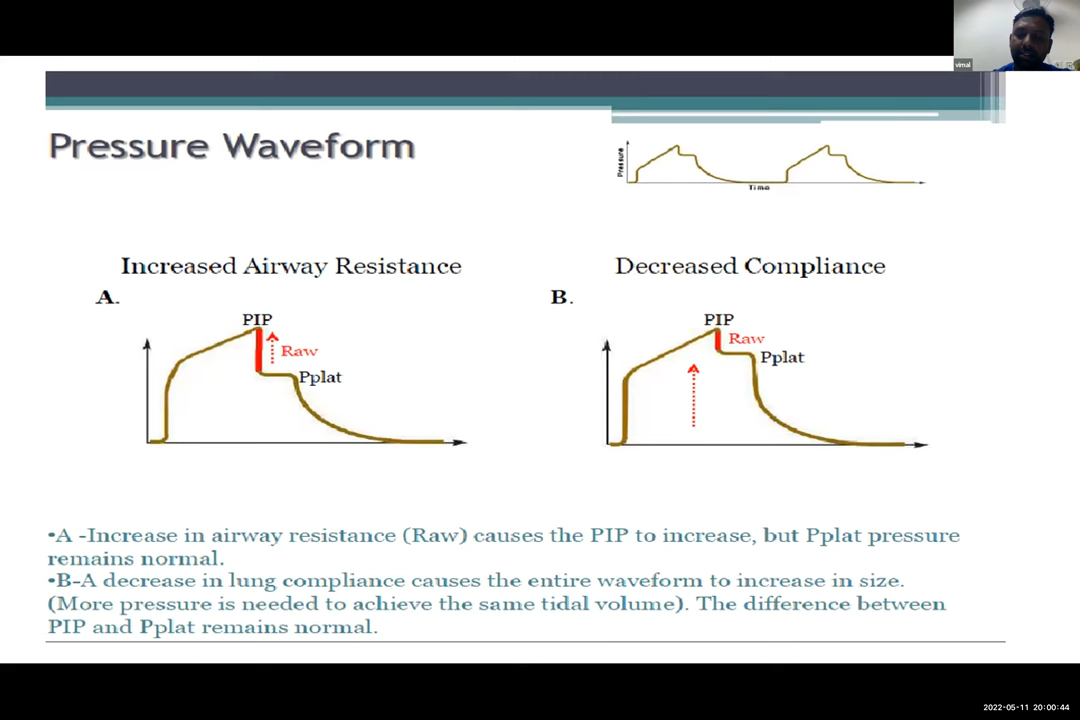 vimal
Pressure Waveform
Pressure
Time
Increased Airway Resistance
Decreased Compliance
A.
B.
PIP
Raw
Pplat
PIP
Raw
Pplat
•A -Increase in airway resistance (Raw) causes the PIP to increase, but Pplat pressure
remains normal.
•B-A decrease in lung compliance causes the entire waveform to increase in size.
(More pressure is needed to achieve the same tidal volume). The difference between
PIP and Pplat remains normal.
2022-05-11 20:00:44